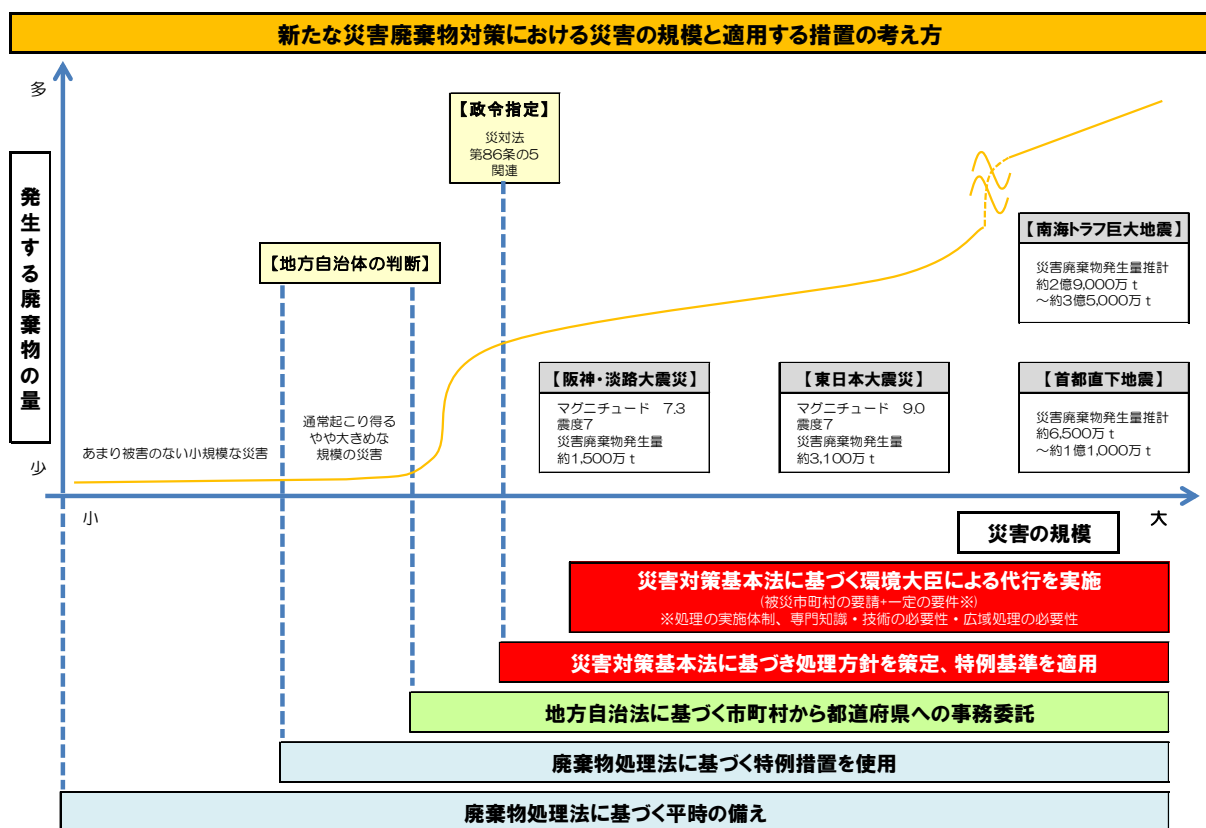 新たな災害廃棄物対策における災害の規模と適用する措置の考え方
多
発生する廃棄物の量
少
【政令指定】
災対法
第86条の5
関連
【地方自治体の判断】
あまり被害のない小規模な災害
通常起こり得る
やや大きめな
規模の災害
【南海トラフ巨大地震】
災害廃棄物発生量推計
約2億9,000万ｔ
～約3億5,000万ｔ
【阪神・淡路大震災】
マグニチュード 7.3
震度7
災害廃棄物発生量
約1,500万ｔ
【東日本大震災】
マグニチュード 9.0
震度7
災害廃棄物発生量
約3,100万ｔ
【首都直下地震】
災害廃棄物発生量推計
約6,500万ｔ
～約1億1,000万ｔ
小
大
災害の規模
災害対策基本法に基づく環境大臣による代行を実施
(被災市町村の要請+一定の要件※)
※処理の実施体制、専門知識・技術の必要性・広域処理の必要性
災害対策基本法に基づき処理方針を策定、特例基準を適用
地方自治法に基づく市町村から都道府県への事務委託
廃棄物処理法に基づく特例措置を使用
廃棄物処理法に基づく平時の備え